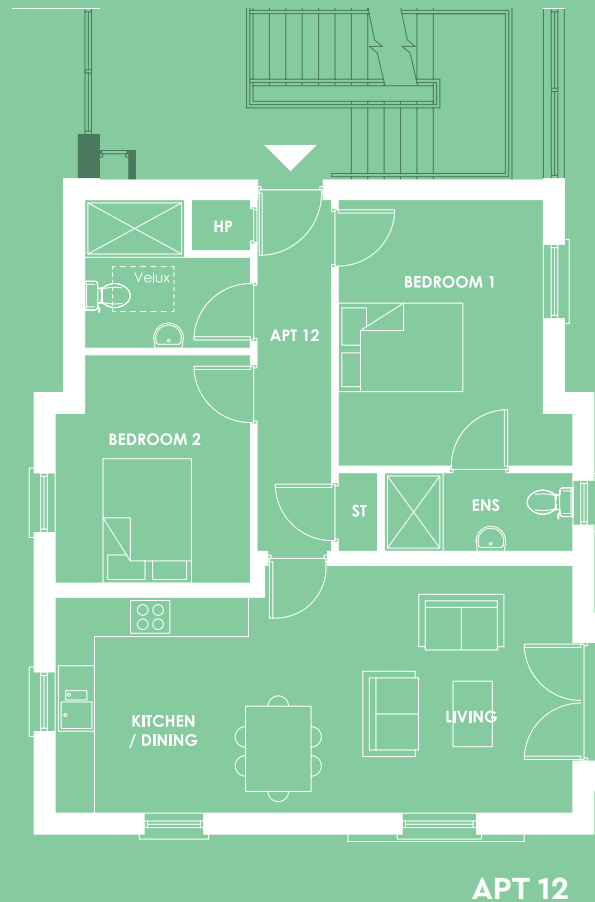 HP
Velux
BEDROOM 1
APT 12
BEDROOM 2
ST
ENS
KITCHEN
/ DINING
LIVING
APT 12